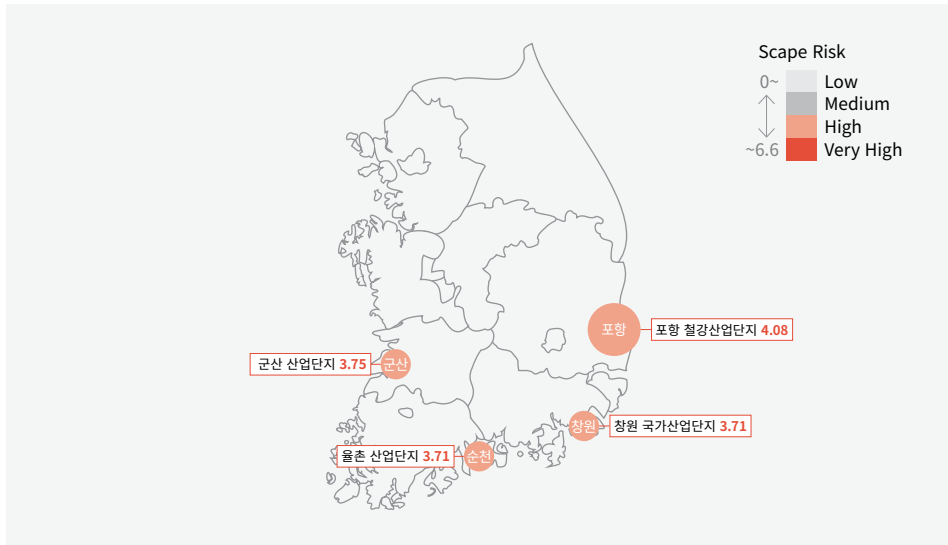 Scape Risk
0~
Low
Medium
High
~6.6
Very High
포항
포항 철강산업단지 4.08
군산 산업단지 3.75
군산
창원
창원 국가산업단지 3.71
율촌 산업단지 3.71
순천